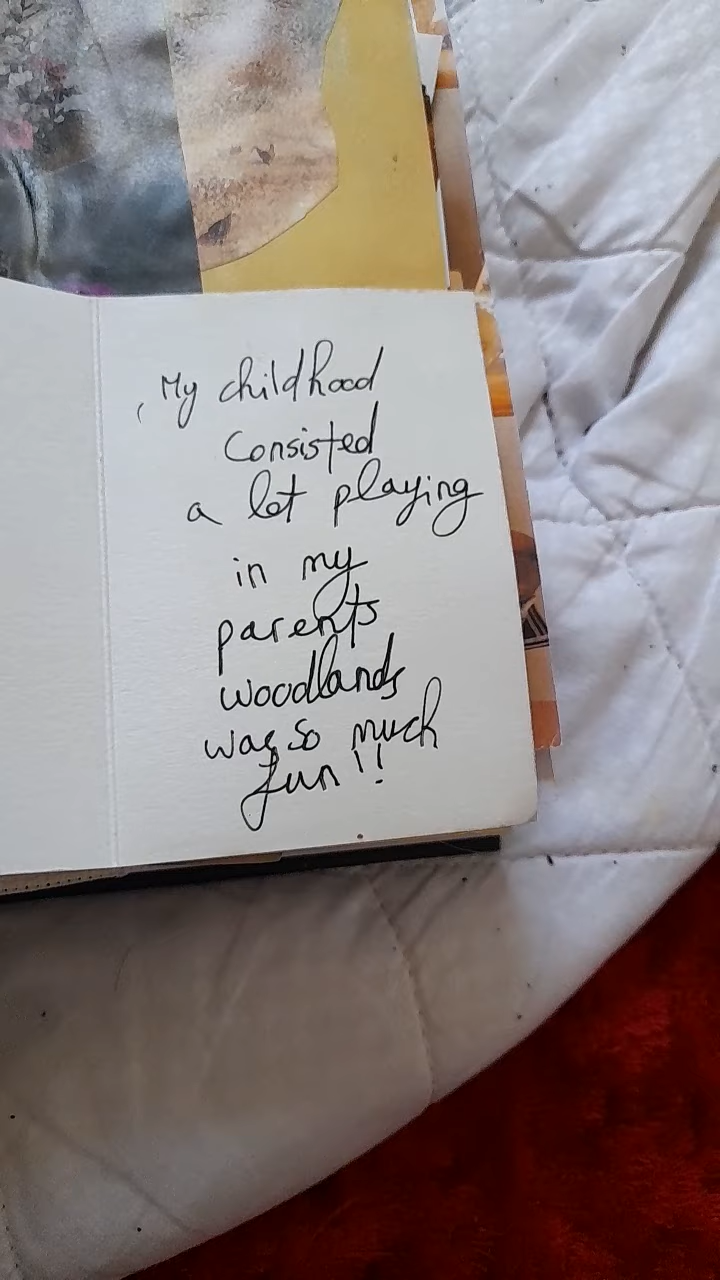 My childhood
Consisted
a lot playing
in my
parents
woodlands
was so much
fun!!